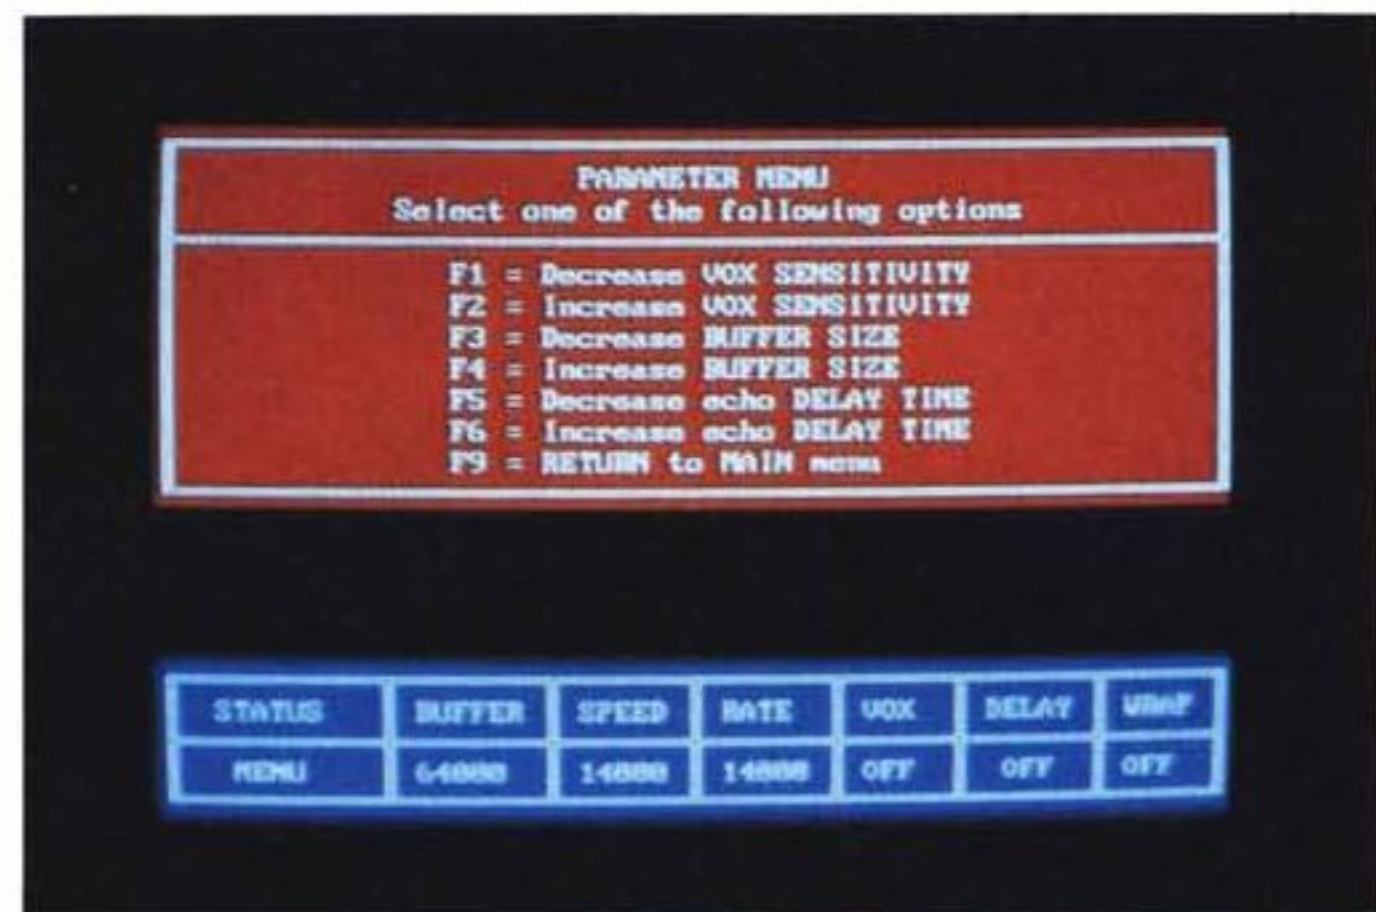 PARAMETER MENU
Select one of the following options
F1 = Decrease VOX SENSITIVITY
F2 = Increase VOX SENSITIVITY
F3 = Decrease BUFFER SIZE
F4 = Increase BUFFER SIZE
F5 = Decrease echo DELAY TIME
F6 = Increase echo DELAY TIME
F9 = RETURN to MAIN menu
STATUS BUFFER SPEED RATE VOX DELAY WRAP
MENU 64000 14000 14000 OFF OFF OFF